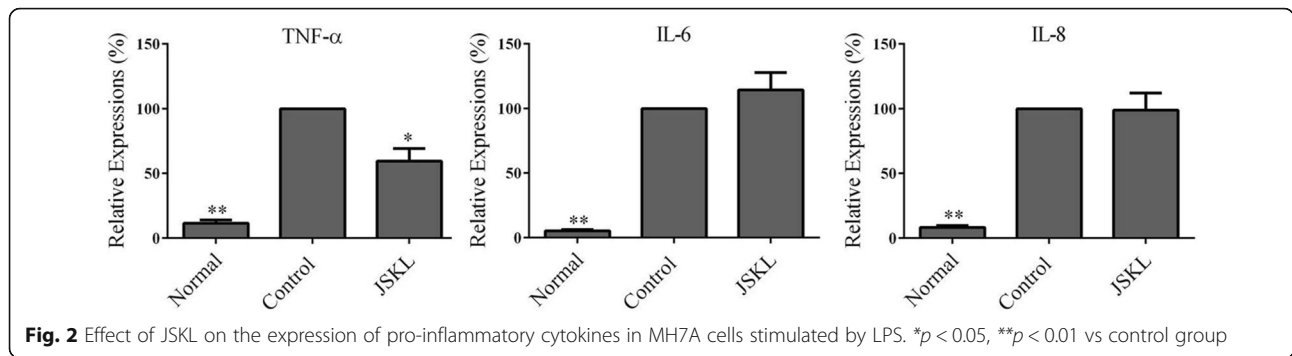 TNF-α
Relative Expressions (%)
150
100
50
0
**
*
Normal
Control
JSKL
IL-6
Relative Expressions (%)
150
100
50
0
**
Normal
Control
JSKL
IL-8
Relative Expressions (%)
150
100
50
0
**
Normal
Control
JSKL
Fig. 2 Effect of JSKL on the expression of pro-inflammatory cytokines in MH7A cells stimulated by LPS. *p < 0.05, **p < 0.01 vs control group